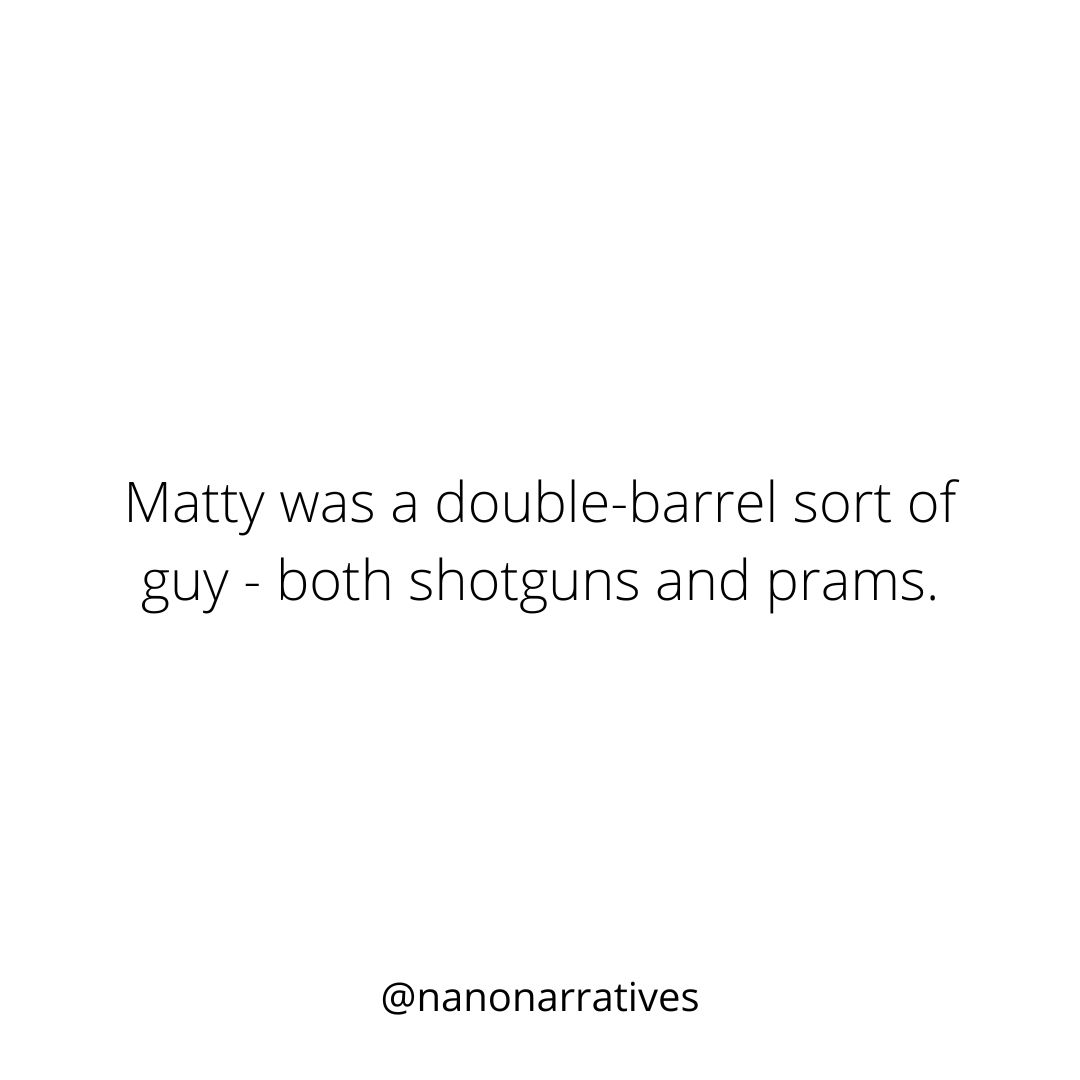 Matty was a double-barrel sort of
guy - both shotguns and prams.
@nanonarratives